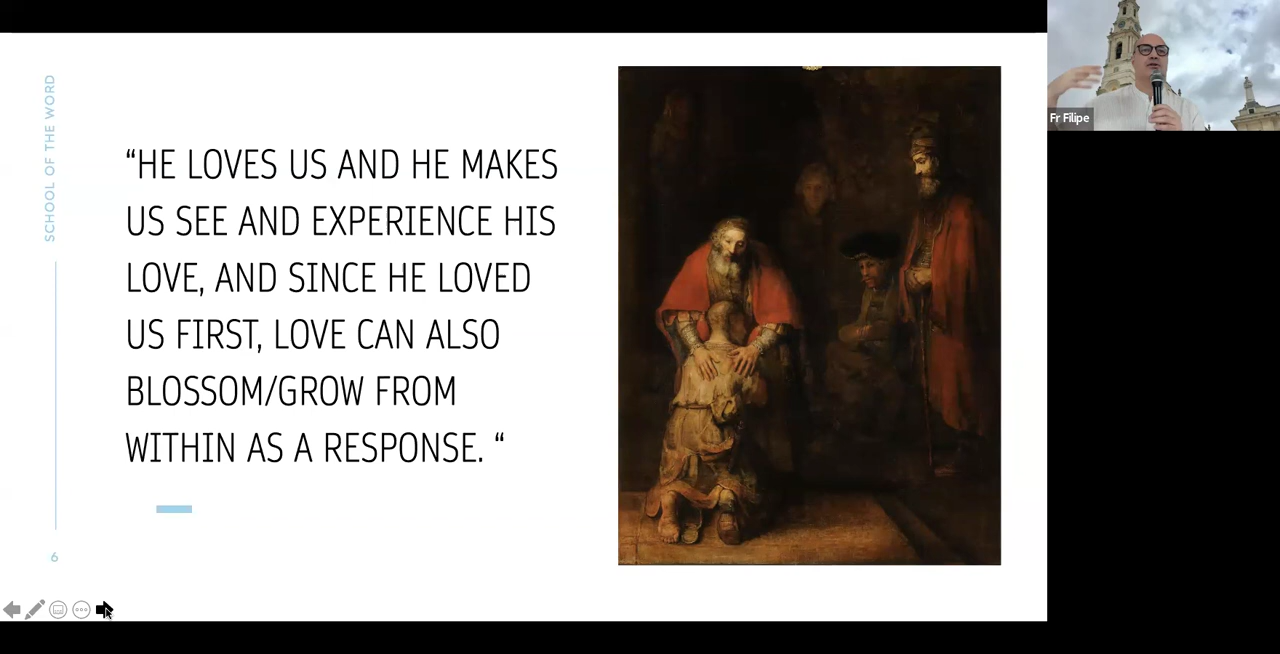 SCHOOL OF THE WORD
“HE LOVES US AND HE MAKES
US SEE AND EXPERIENCE HIS
LOVE, AND SINCE HE LOVED
US FIRST, LOVE CAN ALSO
BLOSSOM/GROW FROM
WITHIN AS A RESPONSE. “
6
Fr Filipe